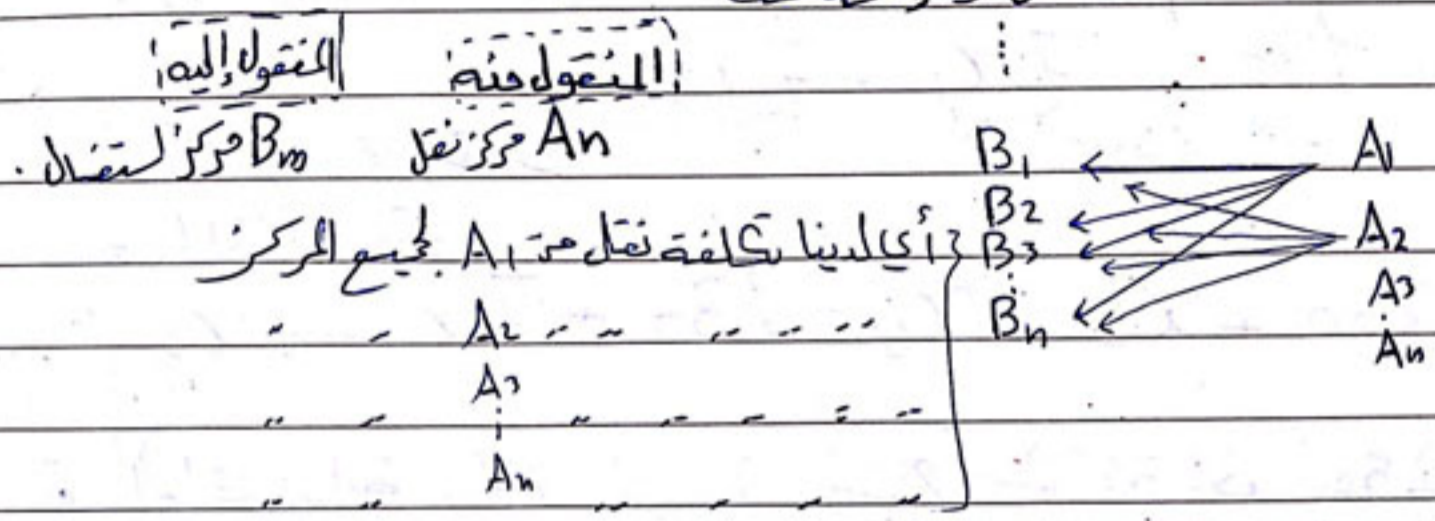 المنقول منه المنقول إليه
An مركز نقل Bm مركز استقبال.
A1 B1
A2 B2
A3 B3
An Bn
أي لدينا تكلفة نقل من A1 لجميع المركز
" " " " " A2 " "
" " " " " A3 " "
" " " " " An " "